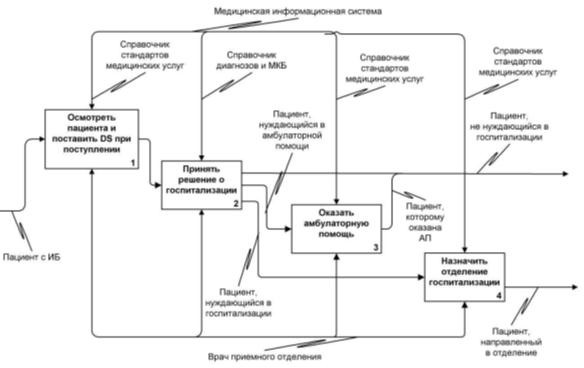 Медицинская информационная система
Справочник
стандартов
медицинских услуг
Справочник
диагнозов и МКБ
Справочник
стандартов
медицинских услуг
Справочник
стандартов
медицинских услуг
Осмотреть
пациента и
поставить DS при
поступлении
1
Пациент,
нуждающийся в
амбулаторной
помощи
Пациент,
не нуждающийся в
госпитализации
Принять
решение о
госпитализации
2
Оказать
амбулаторную
помощь
3
Пациент,
которому
оказана
АП
Пациент с ИБ
Назначить
отделение
госпитализации
4
Пациент,
нуждающийся в
госпитализации
Пациент,
направленный
в отделение
Врач приемного отделения